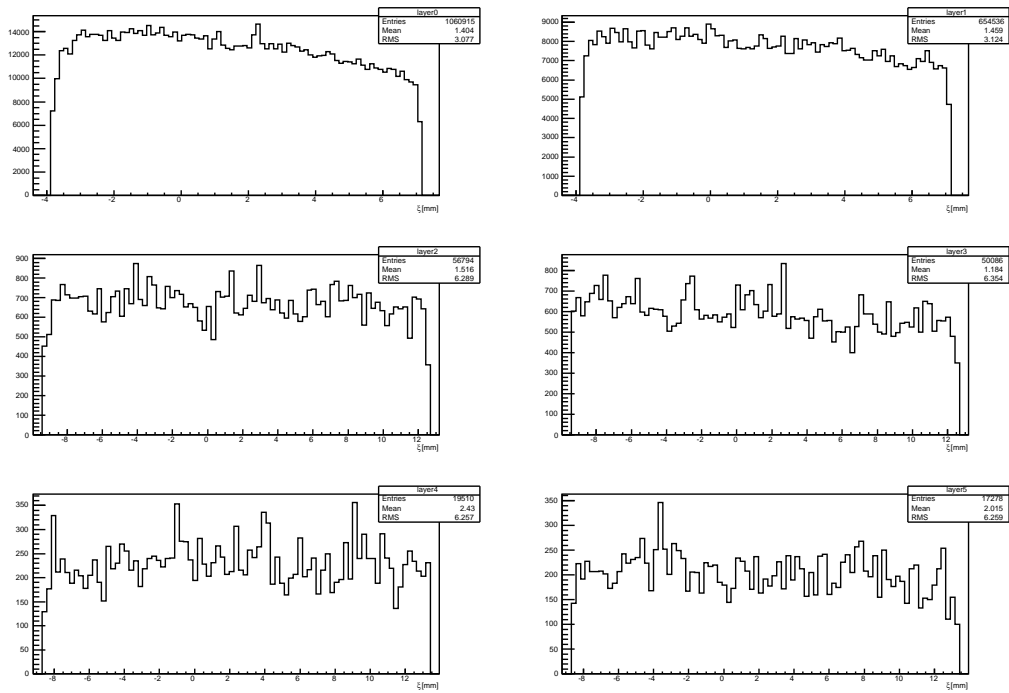 layer0
Entries 1060915
Mean 1.404
RMS 3.077
14000
12000
10000
8000
6000
4000
2000
0
-4 -2 0 2 4 6
ξ[mm]
layer1
Entries 654536
Mean 1.459
RMS 3.124
9000
8000
7000
6000
5000
4000
3000
2000
1000
0
-4 -2 0 2 4 6
ξ[mm]
layer2
Entries 56794
Mean 1.516
RMS 6.289
900
800
700
600
500
400
300
200
100
0
-8 -6 -4 -2 0 2 4 6 8 10 12
ξ[mm]
layer3
Entries 50086
Mean 1.184
RMS 6.354
800
700
600
500
400
300
200
100
0
-8 -6 -4 -2 0 2 4 6 8 10 12
ξ[mm]
layer4
Entries 19510
Mean 2.43
RMS 6.257
350
300
250
200
150
100
50
0
-8 -6 -4 -2 0 2 4 6 8 10 12
ξ[mm]
layer5
Entries 17278
Mean 2.015
RMS 6.259
350
300
250
200
150
100
50
0
-8 -6 -4 -2 0 2 4 6 8 10 12
ξ[mm]